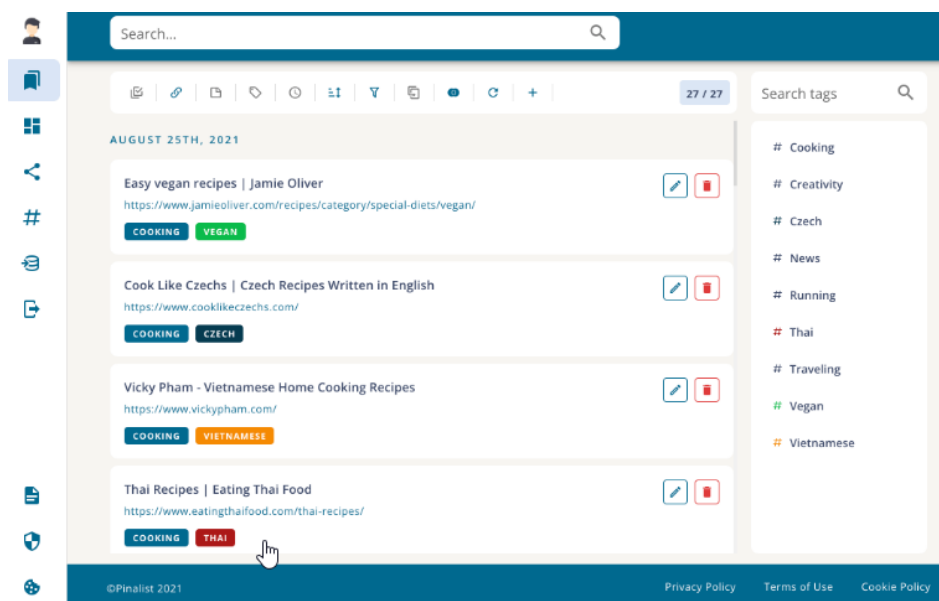 Search...
27 / 27
Search tags
AUGUST 25TH, 2021
Easy vegan recipes | Jamie Oliver
https://www.jamieoliver.com/recipes/category/special-diets/vegan/
COOKING VEGAN
Cook Like Czechs | Czech Recipes Written in English
https://www.cooklikeczechs.com/
COOKING CZECH
Vicky Pham - Vietnamese Home Cooking Recipes
https://www.vickypham.com/
COOKING VIETNAMESE
Thai Recipes | Eating Thai Food
https://www.eatingthaifood.com/thai-recipes/
COOKING THAI
# Cooking
# Creativity
# Czech
# News
# Running
# Thai
# Traveling
# Vegan
# Vietnamese
©Pinalist 2021
Privacy Policy Terms of Use Cookie Policy